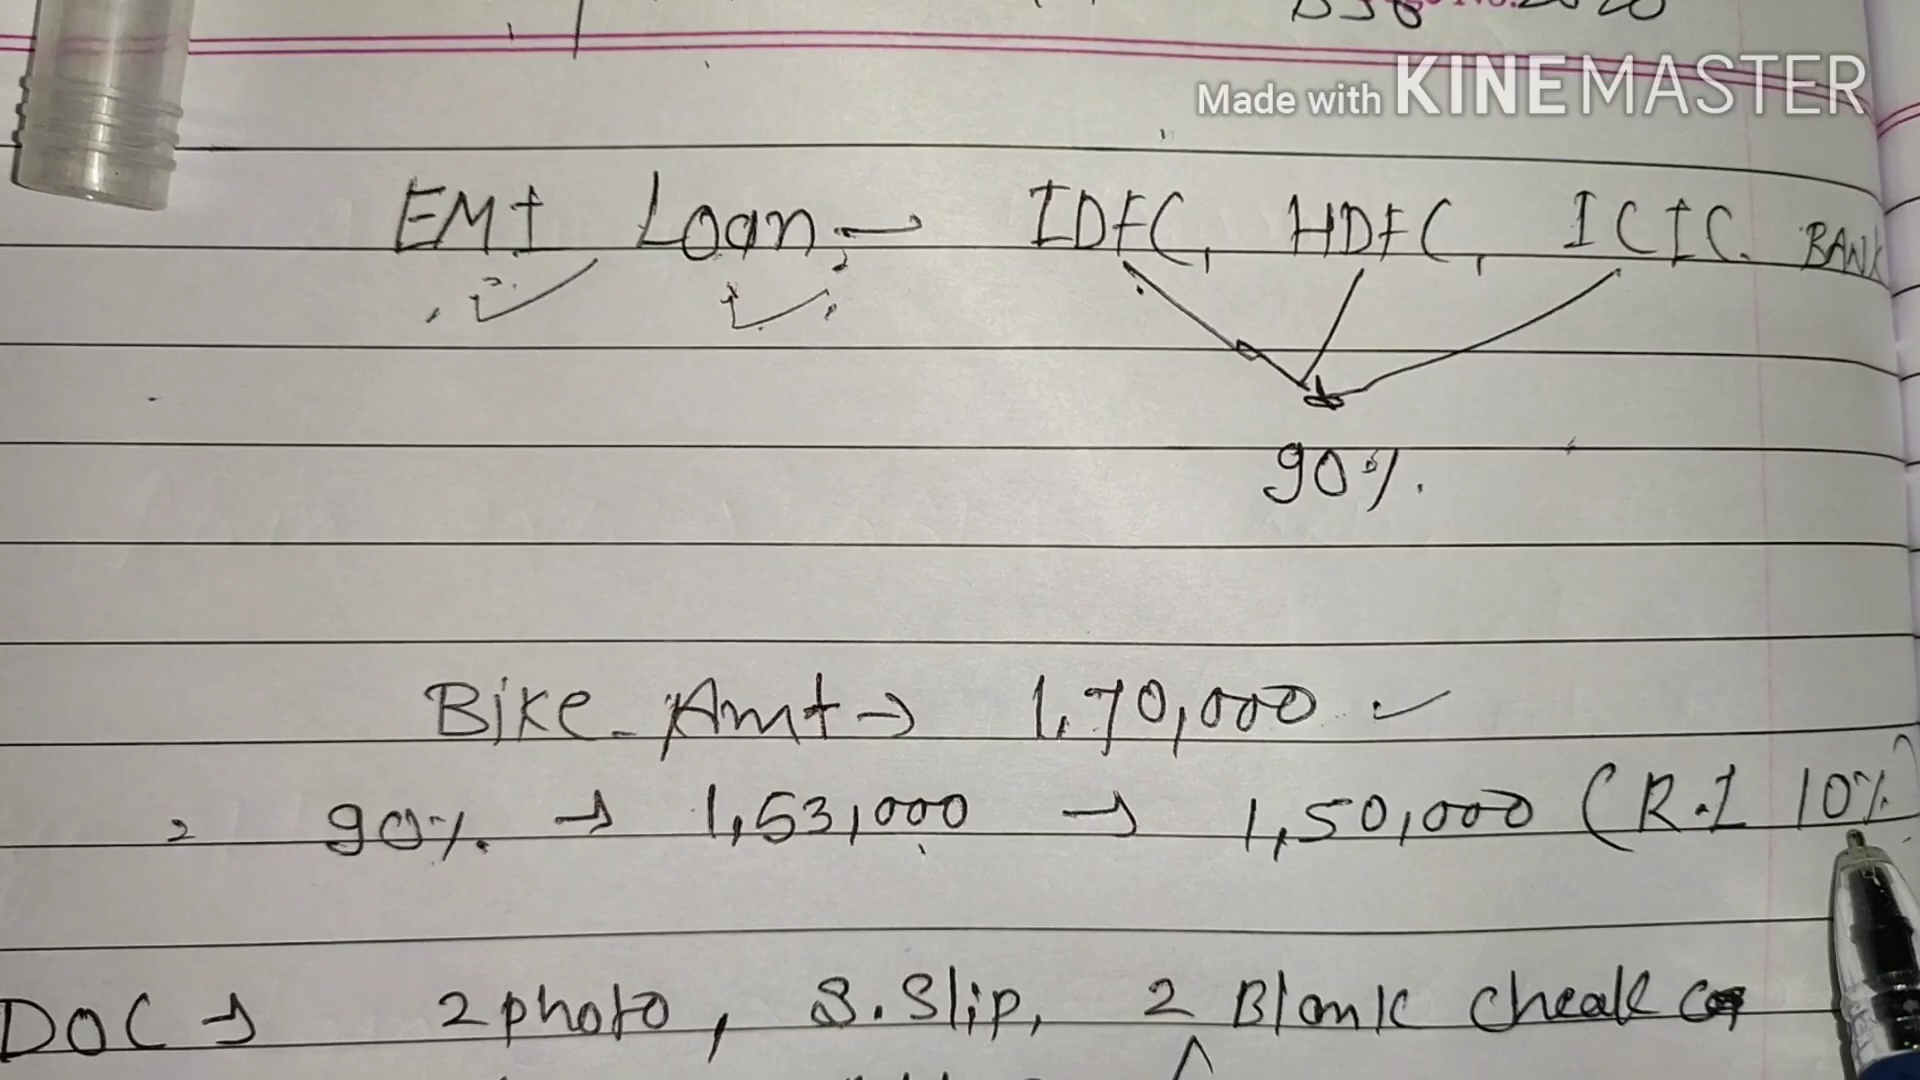 Made with KINEMASTER
EMI Loan → IDFC, HDFC, ICIC. BANK
90%.
Bike Amt → 1,70,000
90%. → 1,53,000 → 1,50,000 (R.I 10%)
DOC → 2 photo, S. Slip, 2 Blank cheak